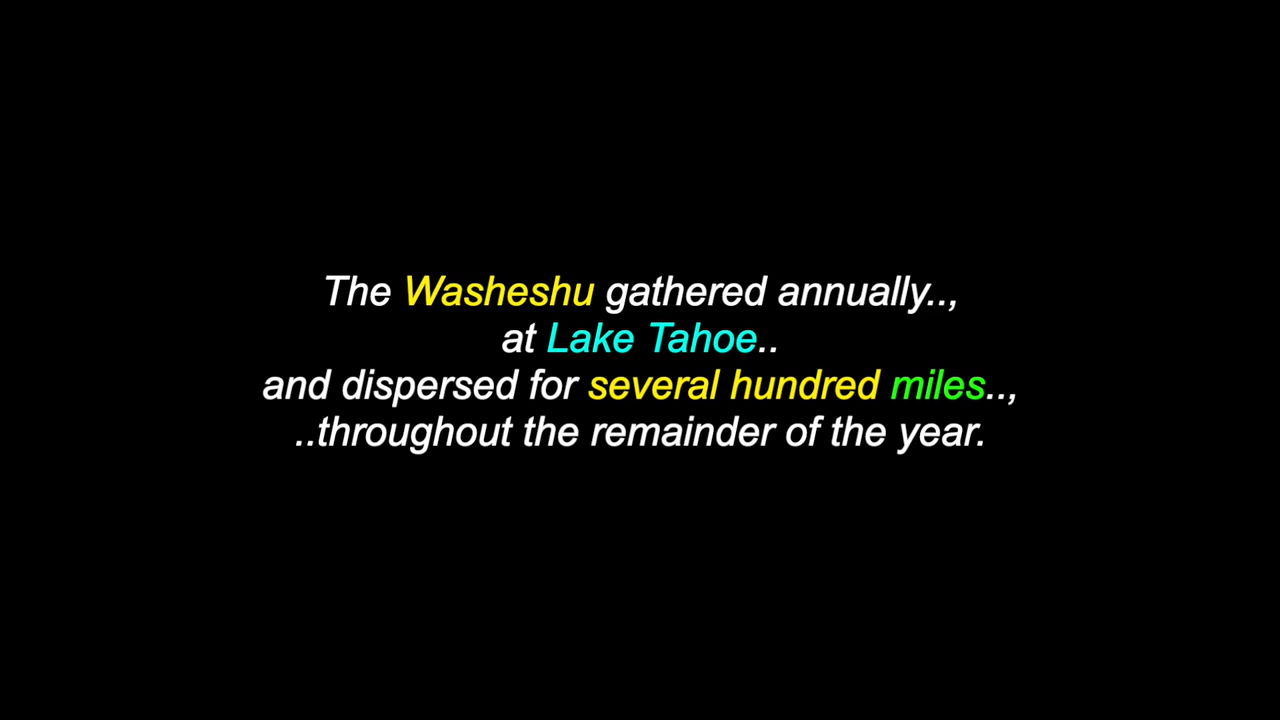 The Washeshu gathered annually..,
at Lake Tahoe..
and dispersed for several hundred miles..,
..throughout the remainder of the year.